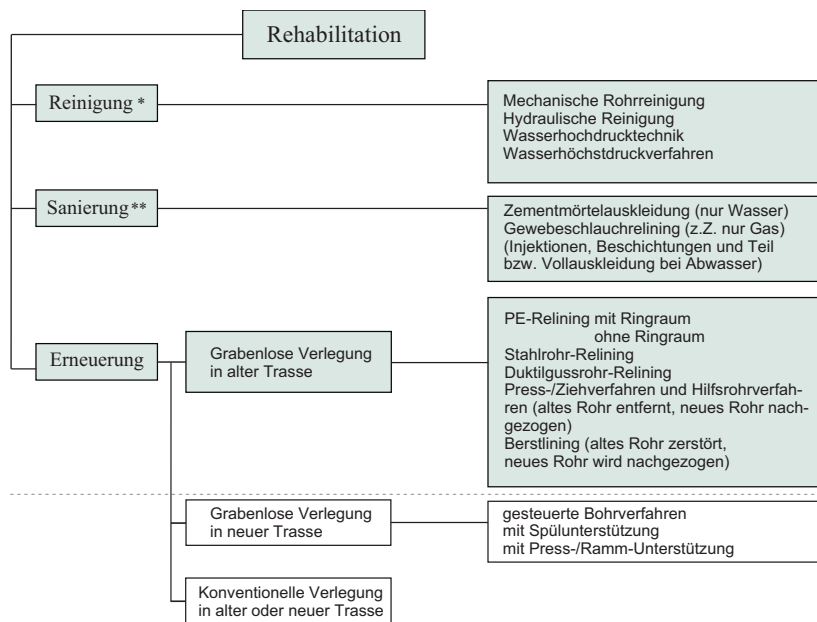 Rehabilitation
Reinigung *
Mechanische Rohrreinigung
Hydraulische Reinigung
Wasserhochdrucktechnik
Wasserhöchstdruckverfahren
Sanierung **
Zementmörtelauskleidung (nur Wasser)
Gewebeschlauchrelining (z.Z. nur Gas)
(Injektionen, Beschichtungen und Teil
bzw. Vollauskleidung bei Abwasser)
Erneuerung
Grabenlose Verlegung
in alter Trasse
PE-Relining mit Ringraum
ohne Ringraum
Stahlrohr-Relining
Duktilgussrohr-Relining
Press-/Ziehverfahren und Hilfsrohrverfah-
ren (altes Rohr entfernt, neues Rohr nach-
gezogen)
Berstlining (altes Rohr zerstört,
neues Rohr wird nachgezogen)
Grabenlose Verlegung
in neuer Trasse
gesteuerte Bohrverfahren
mit Spülunterstützung
mit Press-/Ramm-Unterstützung
Konventionelle Verlegung
in alter oder neuer Trasse